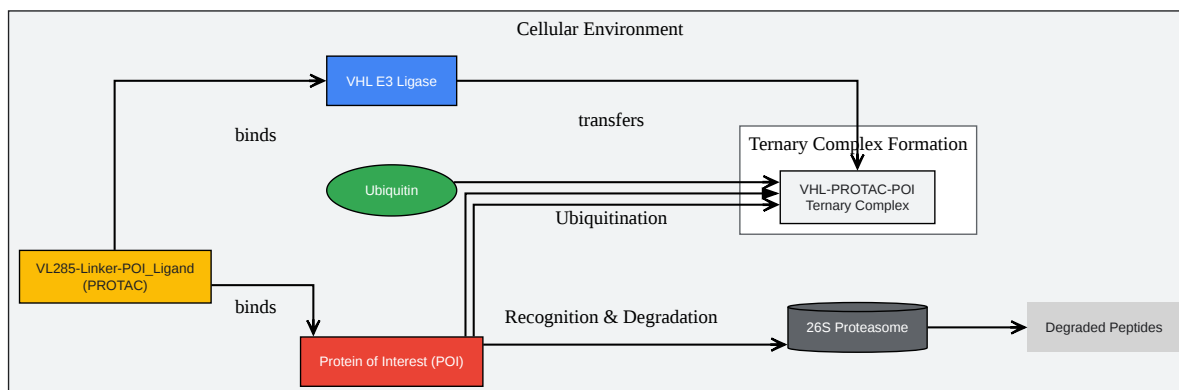 Cellular Environment
VHL E3 Ligase
binds
transfers
Ternary Complex Formation
Ubiquitin
VHL-PROTAC-POI
Ternary Complex
Ubiquitination
VL285-Linker-POI_Ligand
(PROTAC)
binds
Recognition & Degradation
26S Proteasome
Degraded Peptides
Protein of Interest (POI)